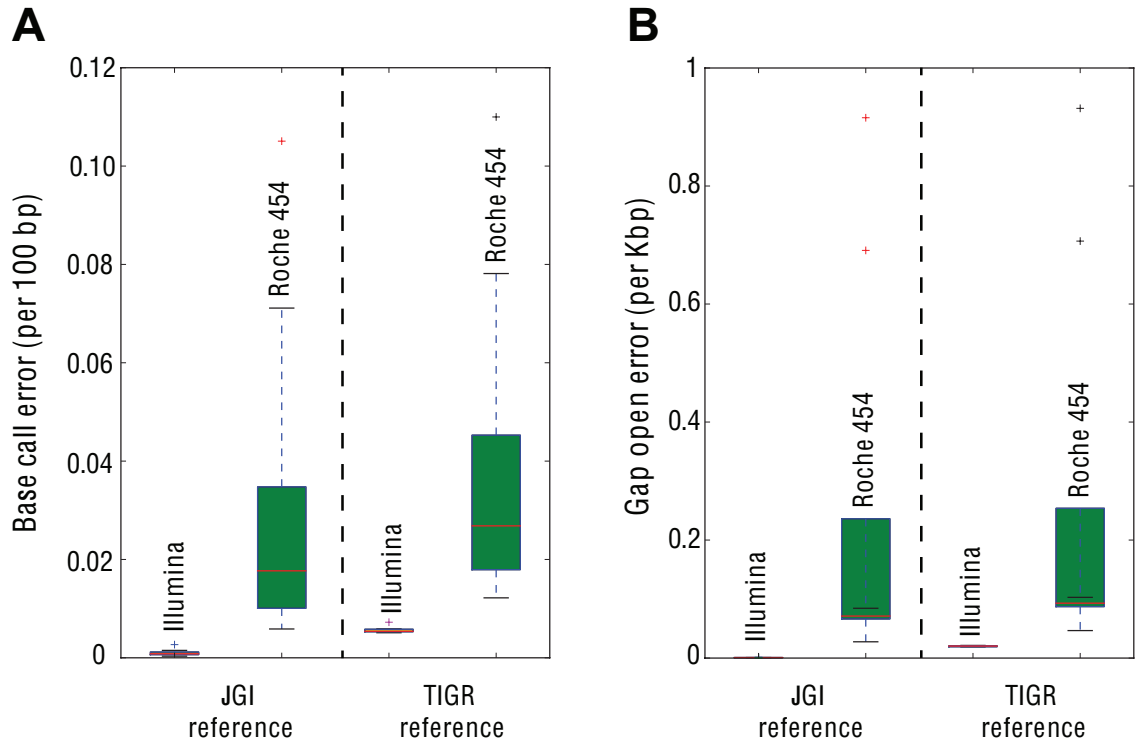 A
Base call error (per 100 bp)
0.12
0.10
0.08
0.06
0.04
0.02
0
Illumina
Roche 454
Illumina
Roche 454
JGI
reference
TIGR
reference
B
Gap open error (per Kbp)
1
0.8
0.6
0.4
0.2
0
Illumina
Roche 454
Illumina
Roche 454
JGI
reference
TIGR
reference